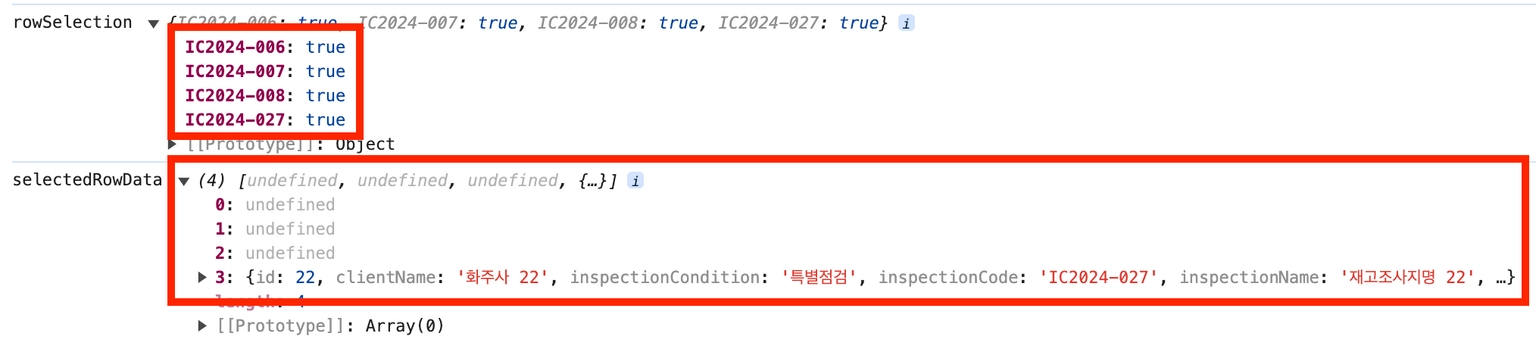 rowSelection ▼ {IC2024-006: true, IC2024-007: true, IC2024-008: true, IC2024-027: true} i
IC2024-006: true
IC2024-007: true
IC2024-008: true
IC2024-027: true
▶ [[Prototype]]: Object
selectedRowData ▼ (4) [undefined, undefined, undefined, {…}] i
0: undefined
1: undefined
2: undefined
▶ 3: {id: 22, clientName: '화주사 22', inspectionCondition: '특별점검', inspectionCode: 'IC2024-027', inspectionName: '재고조사지명 22', …}
length: 4
▶ [[Prototype]]: Array(0)